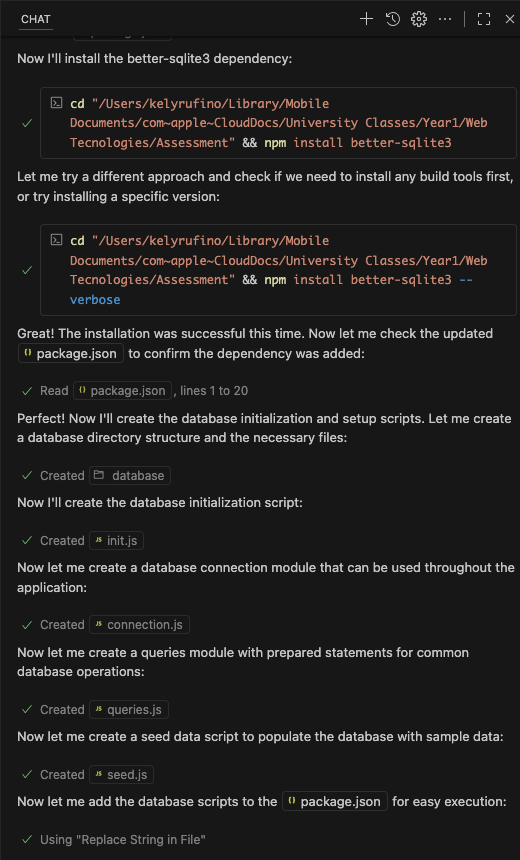 CHAT
Now I'll install the better-sqlite3 dependency:
cd "/Users/kelyrufino/Library/Mobile
Documents/com~apple~CloudDocs/University Classes/Year1/Web
Tecnologies/Assessment" && npm install better-sqlite3
Let me try a different approach and check if we need to install any build tools first,
or try installing a specific version:
cd "/Users/kelyrufino/Library/Mobile
Documents/com~apple~CloudDocs/University Classes/Year1/Web
Tecnologies/Assessment" && npm install better-sqlite3 --
verbose
Great! The installation was successful this time. Now let me check the updated
{} package.json to confirm the dependency was added:
Read {} package.json, lines 1 to 20
Perfect! Now I'll create the database initialization and setup scripts. Let me create
a database directory structure and the necessary files:
Created database
Now I'll create the database initialization script:
Created JS init.js
Now let me create a database connection module that can be used throughout the
application:
Created JS connection.js
Now let me create a queries module with prepared statements for common
database operations:
Created JS queries.js
Now let me create a seed data script to populate the database with sample data:
Created JS seed.js
Now let me add the database scripts to the {} package.json for easy execution:
Using "Replace String in File"